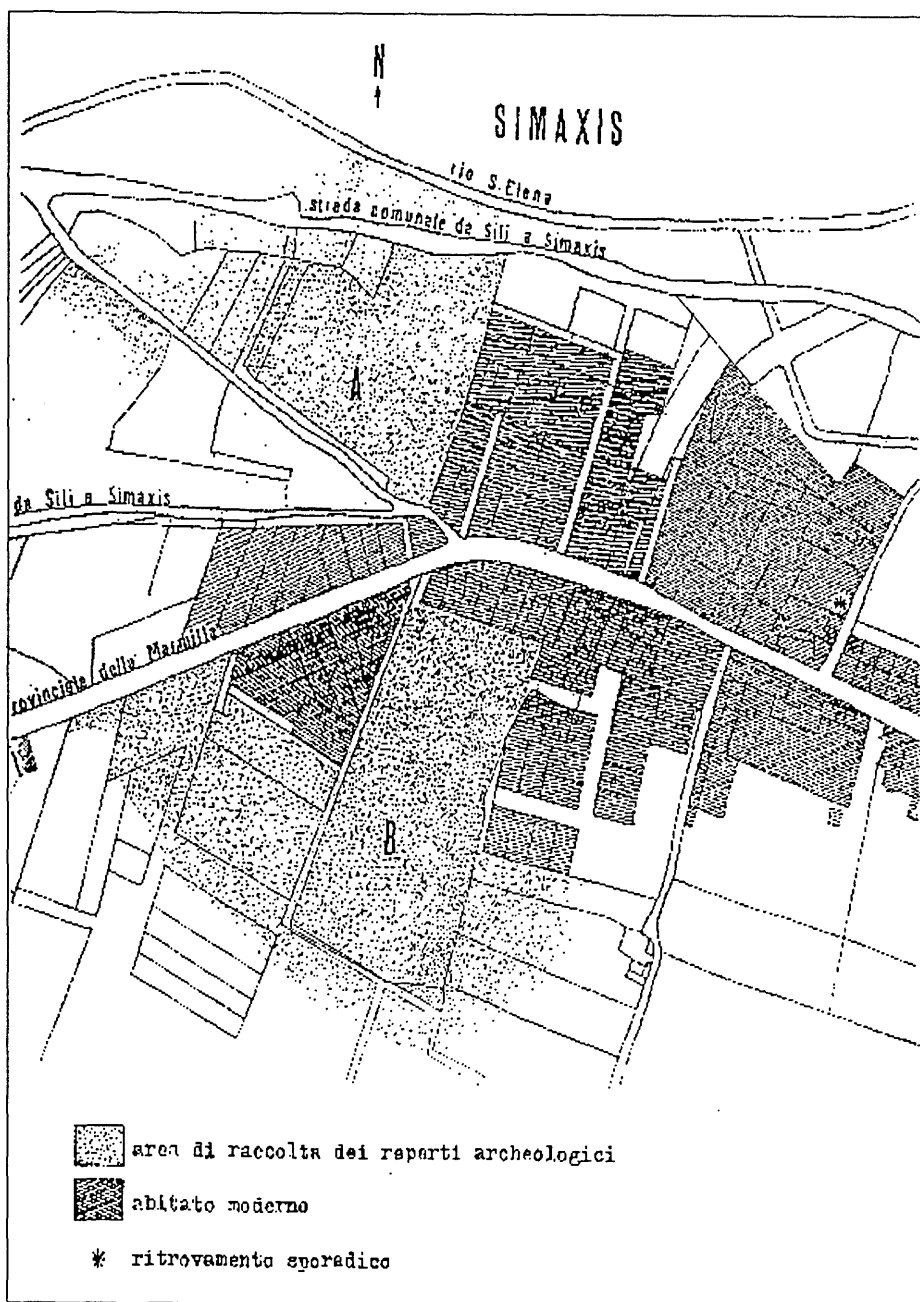 N
SIMAXIS
rio S. Elena
strada comunale da Sili a Simaxis
A
da Sili a Simaxis
rovinciale della Marmilla
B
area di raccolta dei reperti archeologici
abitato moderno
* ritrovamento sporadico